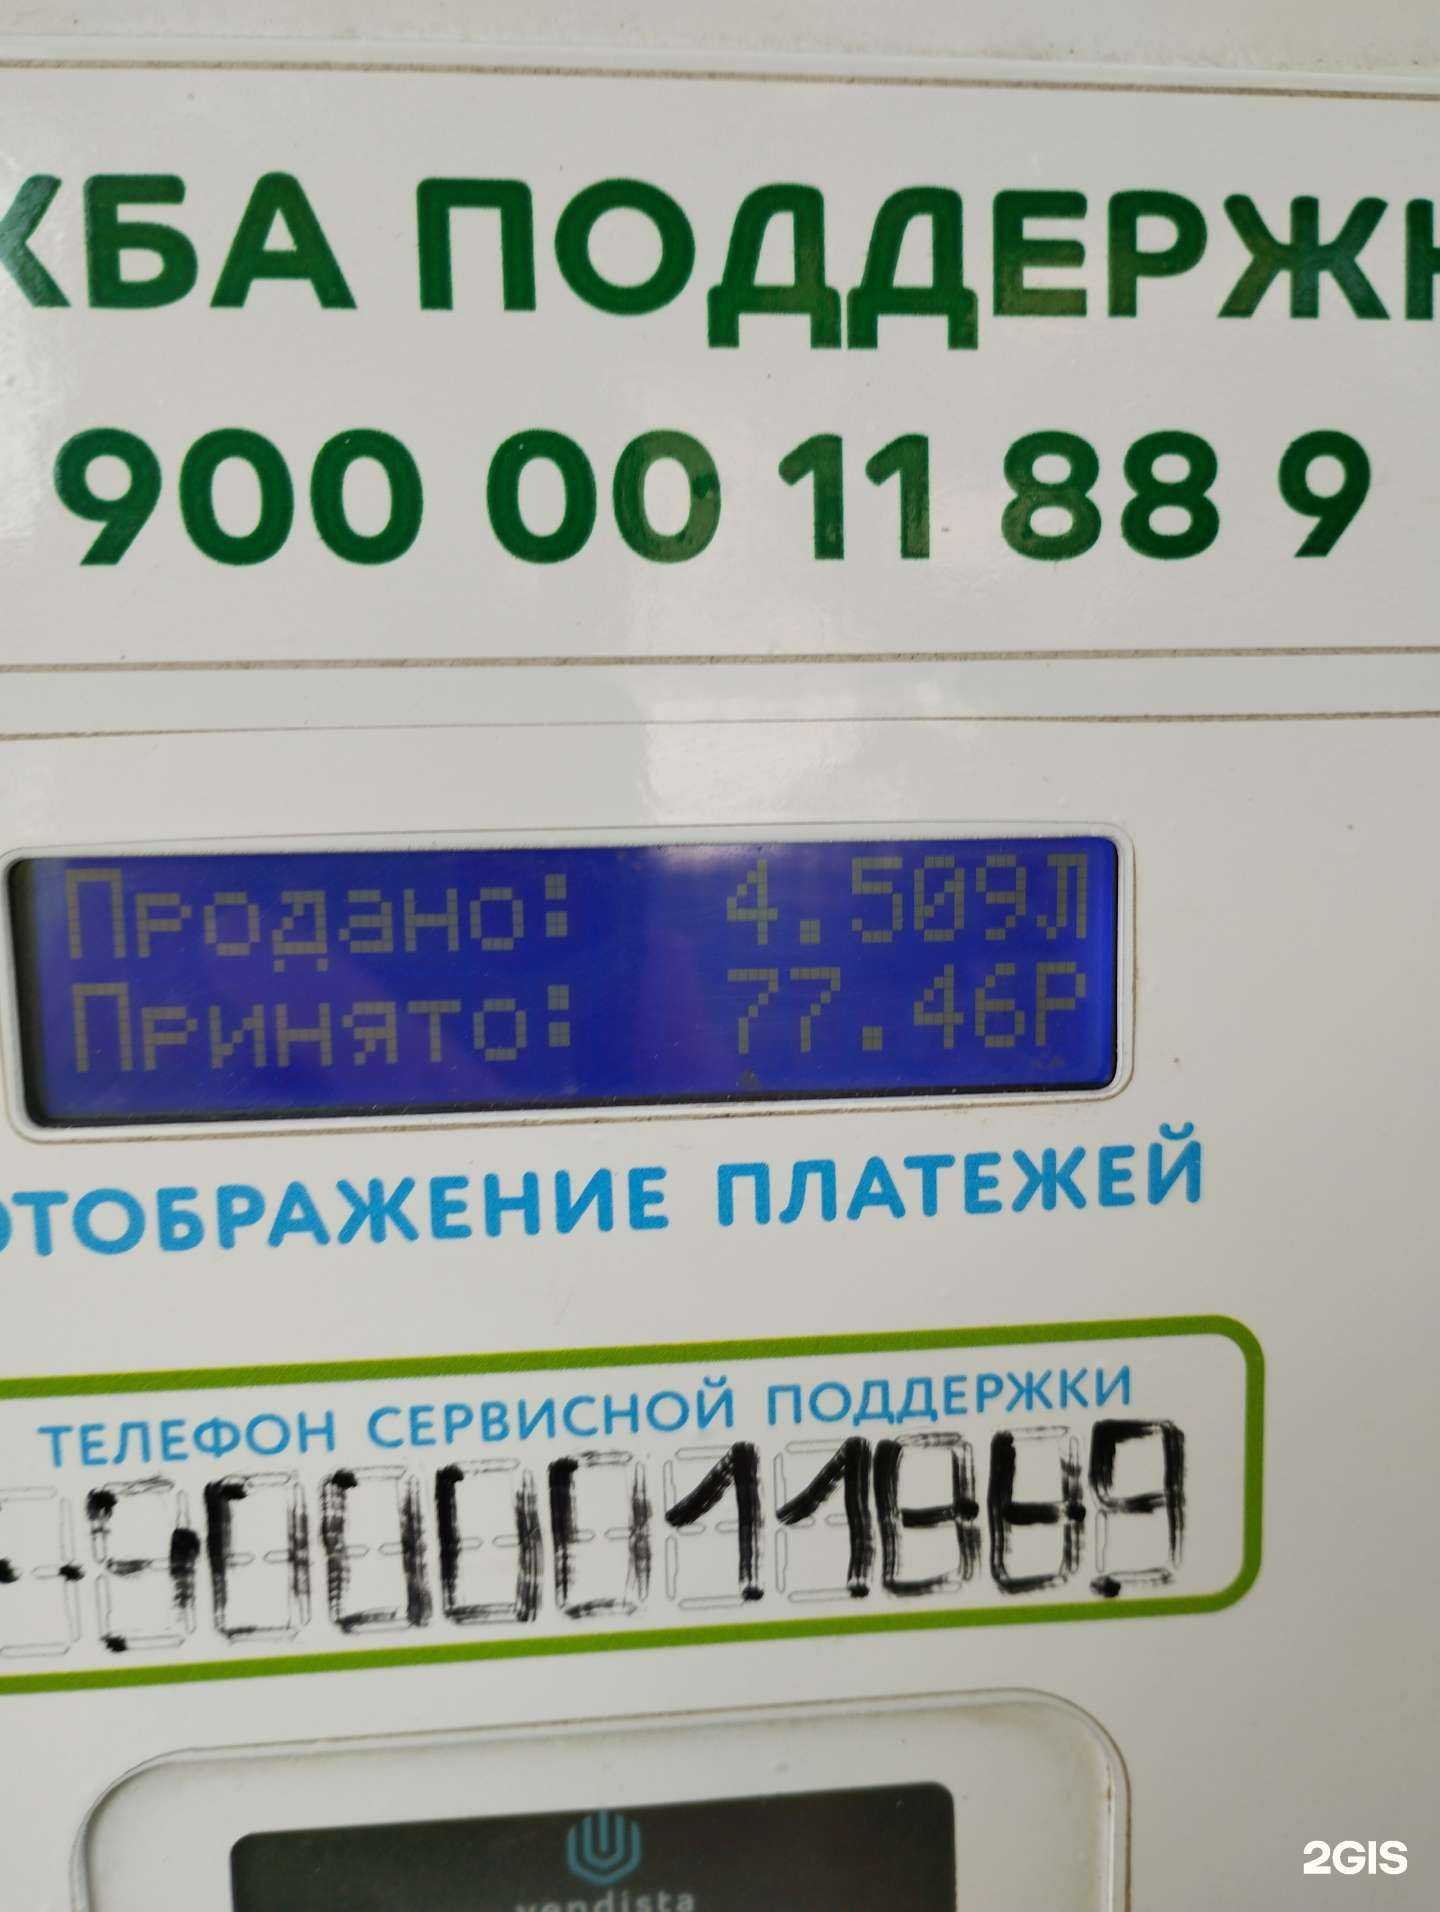 ЖБА ПОДДЕРЖК
900 00 11 88 9
Продано: 4.509Л
Принято: 77.46Р
ОТОБРАЖЕНИЕ ПЛАТЕЖЕЙ
ТЕЛЕФОН СЕРВИСНОЙ ПОДДЕРЖКИ
9000011889
vendista
2GIS